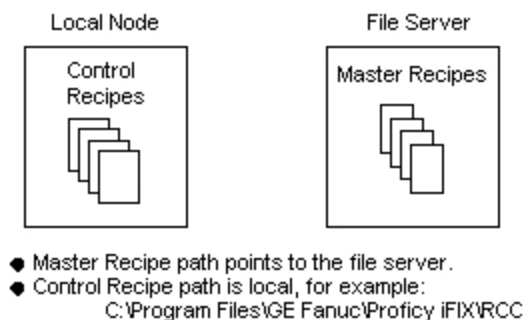 Local Node
File Server
Control
Recipes
Master Recipes
● Master Recipe path points to the file server.
● Control Recipe path is local, for example:
C:\Program Files\GE Fanuc\Proficy iFIX\RCC